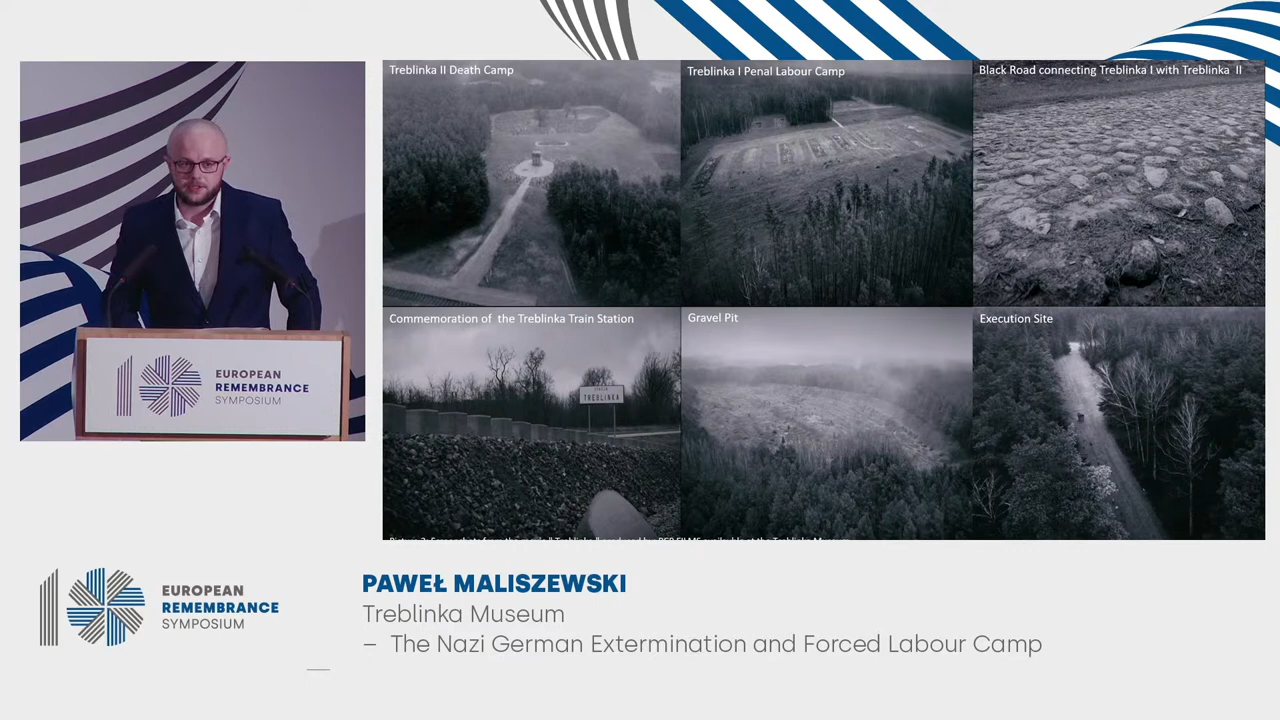 Treblinka II Death Camp
Treblinka I Penal Labour Camp
Black Road connecting Treblinka I with Treblinka II
Commemoration of the Treblinka Train Station
TREBLINKA
Gravel Pit
Execution Site
10 EUROPEAN
REMEMBRANCE
SYMPOSIUM
10 EUROPEAN
REMEMBRANCE
SYMPOSIUM
PAWEŁ MALISZEWSKI
Treblinka Museum
– The Nazi German Extermination and Forced Labour Camp